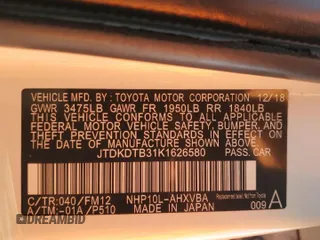 VEHICLE MFD. BY: TOYOTA MOTOR CORPORATION 12/18
GVWR 3475LB GAWR FR 1950LB RR 1840LB
THIS VEHICLE CONFORMS TO ALL APPLICABLE
FEDERAL MOTOR VEHICLE SAFETY, BUMPER, AND THEFT
PREVENTION STANDARDS IN EFFECT ON THE DATE OF
MANUFACTURE SHOWN ABOVE.
JTDKDTB31K1626580 PASS. CAR
C/TR:040/FM12 NHP10L-AHXVBA
A/TM:-01A/P510 MADE IN JAPAN
009 A
IAAI.COM